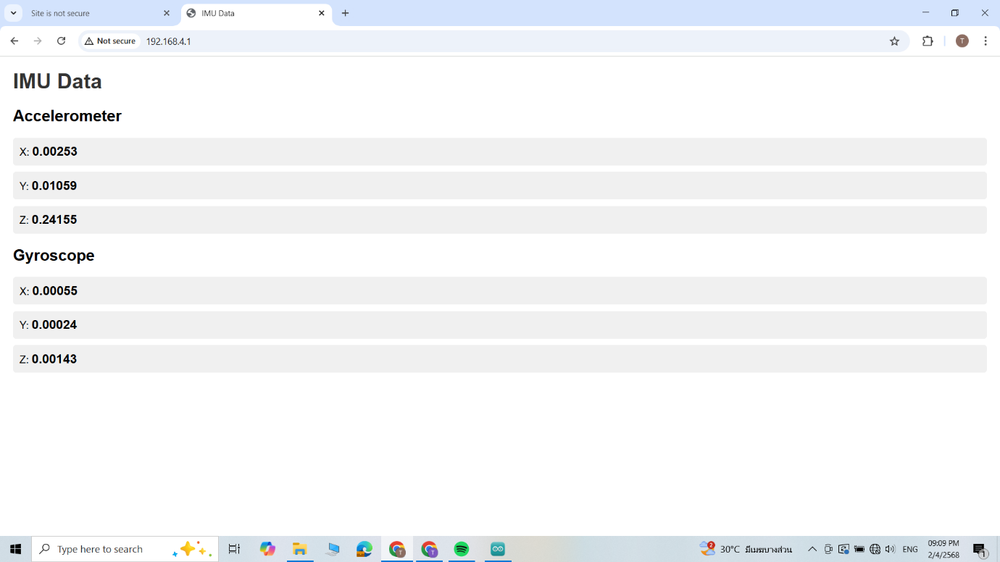 Site is not secure
IMU Data
Not secure 192.168.4.1
T
IMU Data
Accelerometer
X: 0.00253
Y: 0.01059
Z: 0.24155
Gyroscope
X: 0.00055
Y: 0.00024
Z: 0.00143
Type here to search
T
T
2
30°C มีเมฆบางส่วน
ENG
09:09 PM
2/4/2568
1